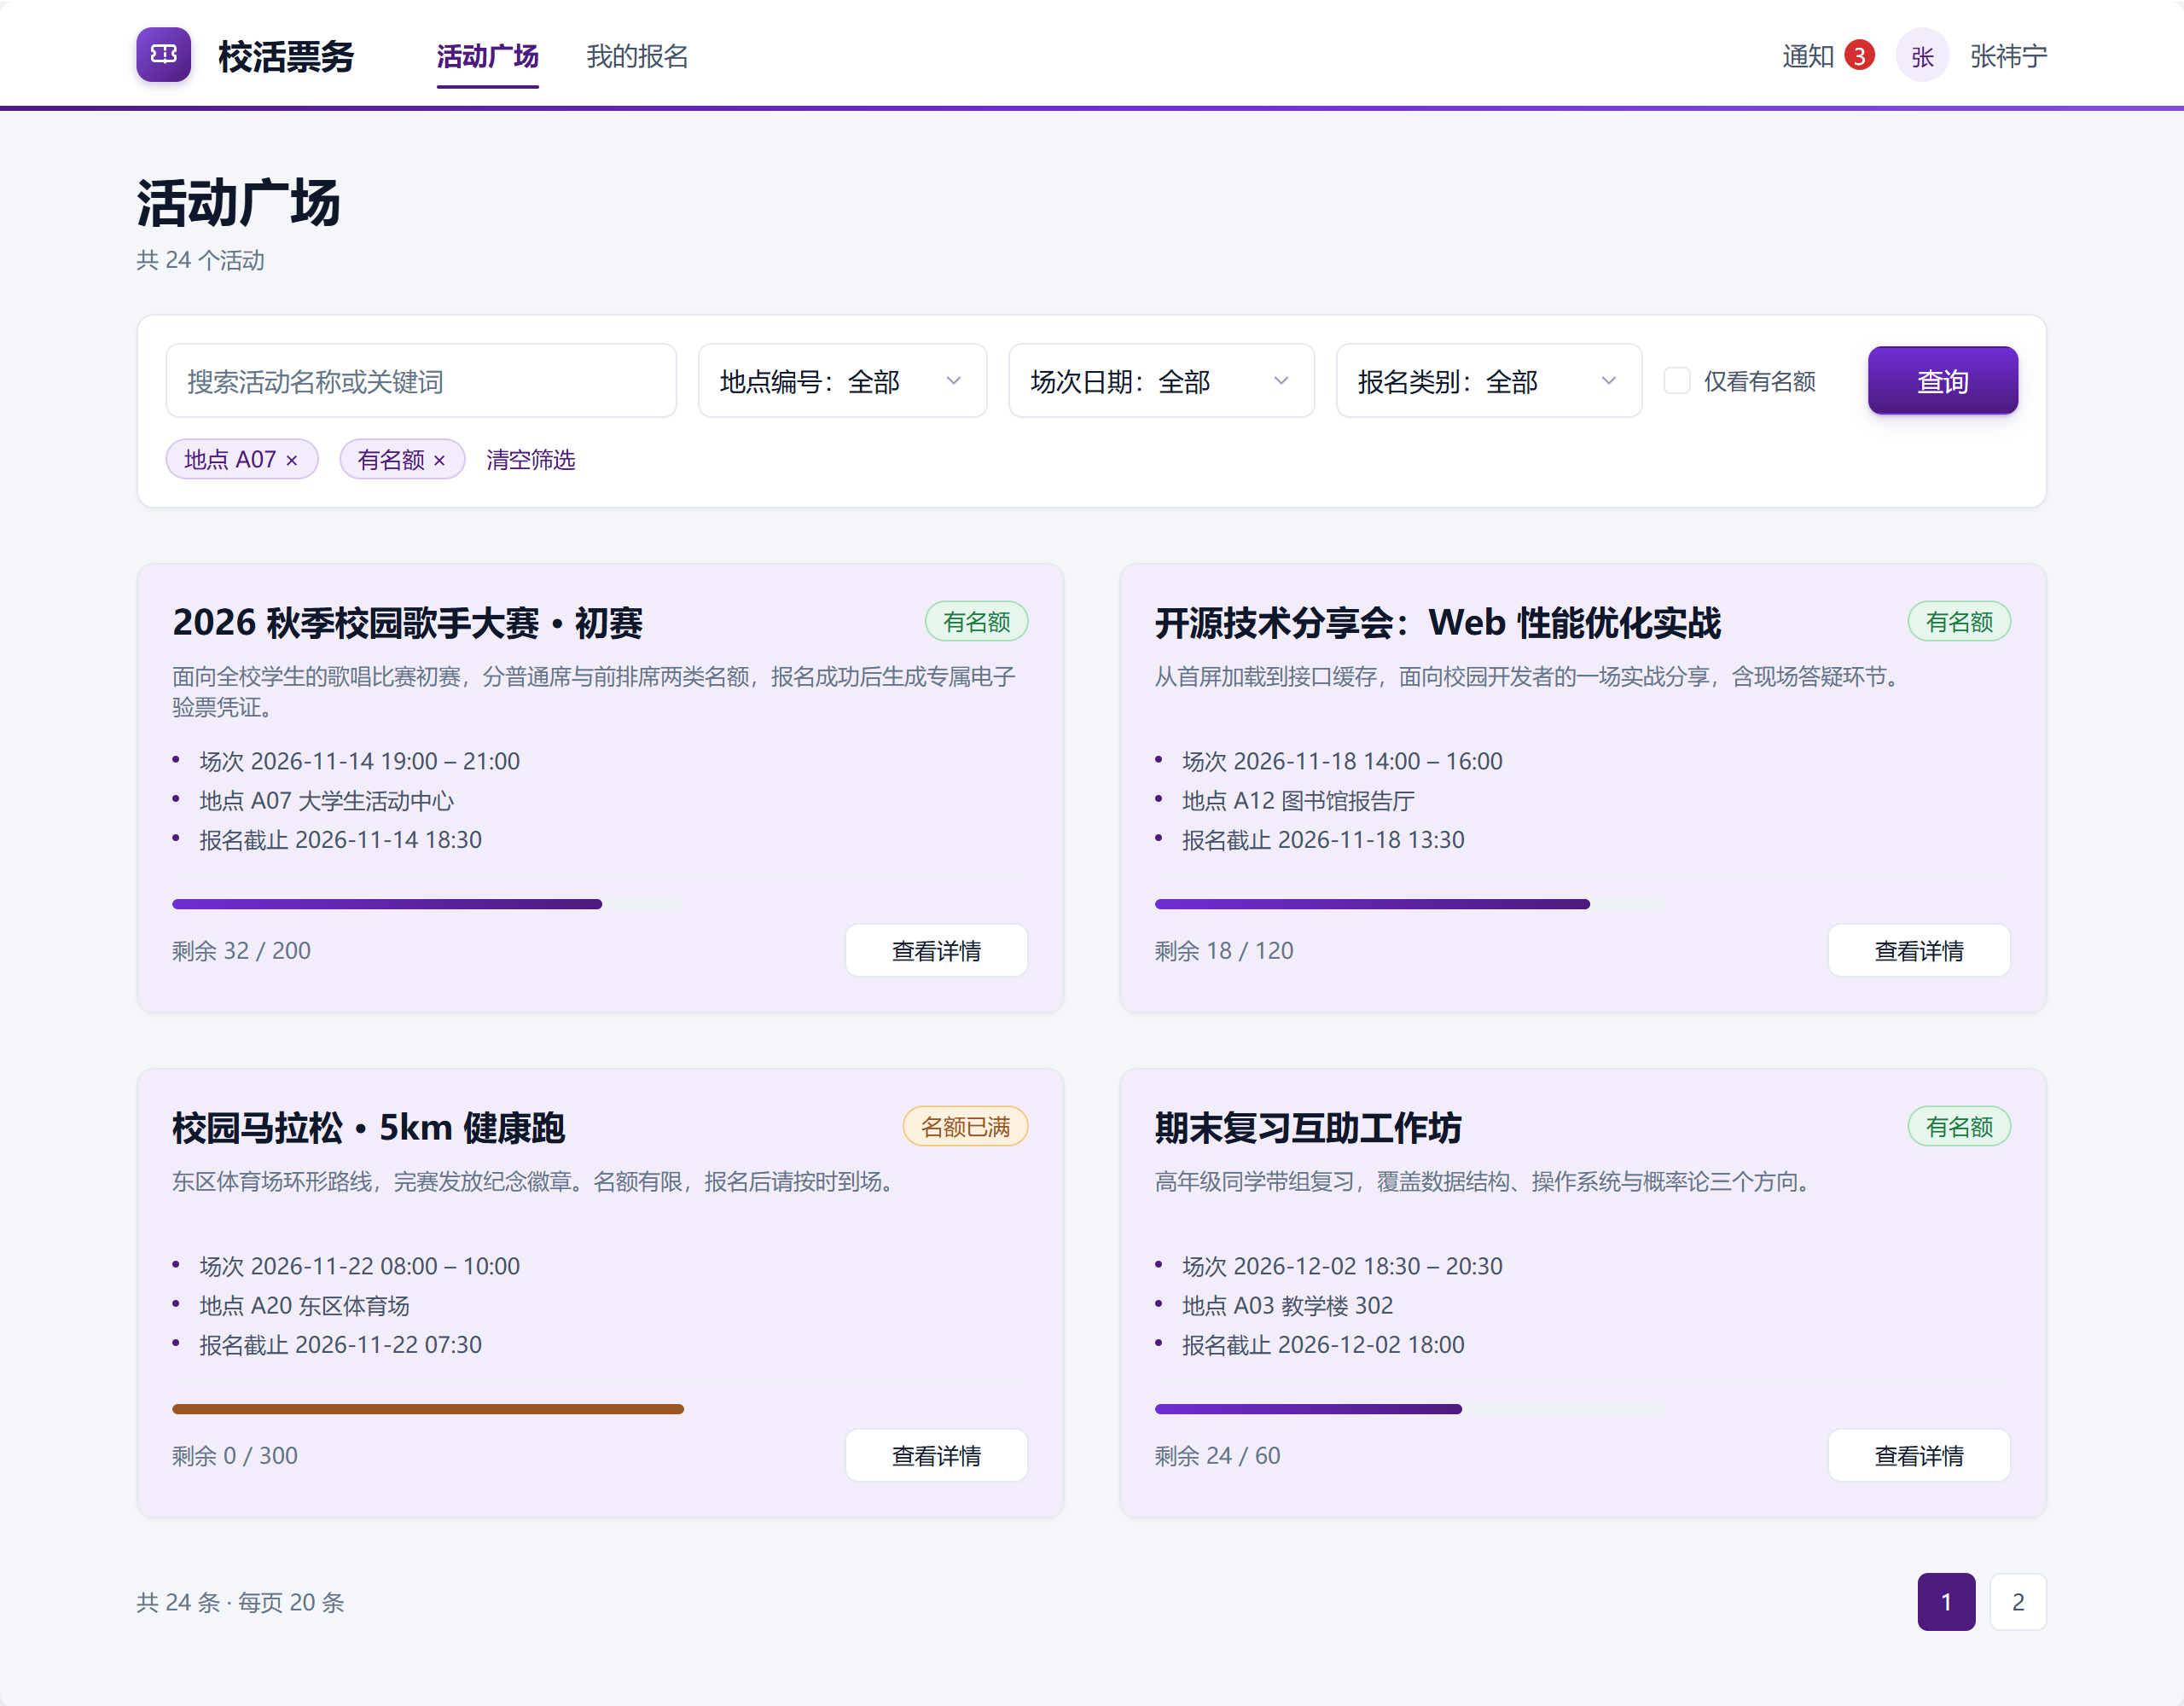 校活票务
活动广场
我的报名
通知 3
张
张祎宁
活动广场
共 24 个活动
搜索活动名称或关键词
地点编号：全部
场次日期：全部
报名类别：全部
仅看有名额
查询
地点 A07 ×
有名额 ×
清空筛选
2026 秋季校园歌手大赛 · 初赛
有名额
面向全校学生的歌唱比赛初赛，分普通席与前排席两类名额，报名成功后生成专属电子
验票凭证。
• 场次 2026-11-14 19:00 – 21:00
• 地点 A07 大学生活动中心
• 报名截止 2026-11-14 18:30
剩余 32 / 200
查看详情
开源技术分享会：Web 性能优化实战
有名额
从首屏加载到接口缓存，面向校园开发者的一场实战分享，含现场答疑环节。
• 场次 2026-11-18 14:00 – 16:00
• 地点 A12 图书馆报告厅
• 报名截止 2026-11-18 13:30
剩余 18 / 120
查看详情
校园马拉松 · 5km 健康跑
名额已满
东区体育场环形路线，完赛发放纪念徽章。名额有限，报名后请按时到场。
• 场次 2026-11-22 08:00 – 10:00
• 地点 A20 东区体育场
• 报名截止 2026-11-22 07:30
剩余 0 / 300
查看详情
期末复习互助工作坊
有名额
高年级同学带组复习，覆盖数据结构、操作系统与概率论三个方向。
• 场次 2026-12-02 18:30 – 20:30
• 地点 A03 教学楼 302
• 报名截止 2026-12-02 18:00
剩余 24 / 60
查看详情
共 24 条 · 每页 20 条
1
2